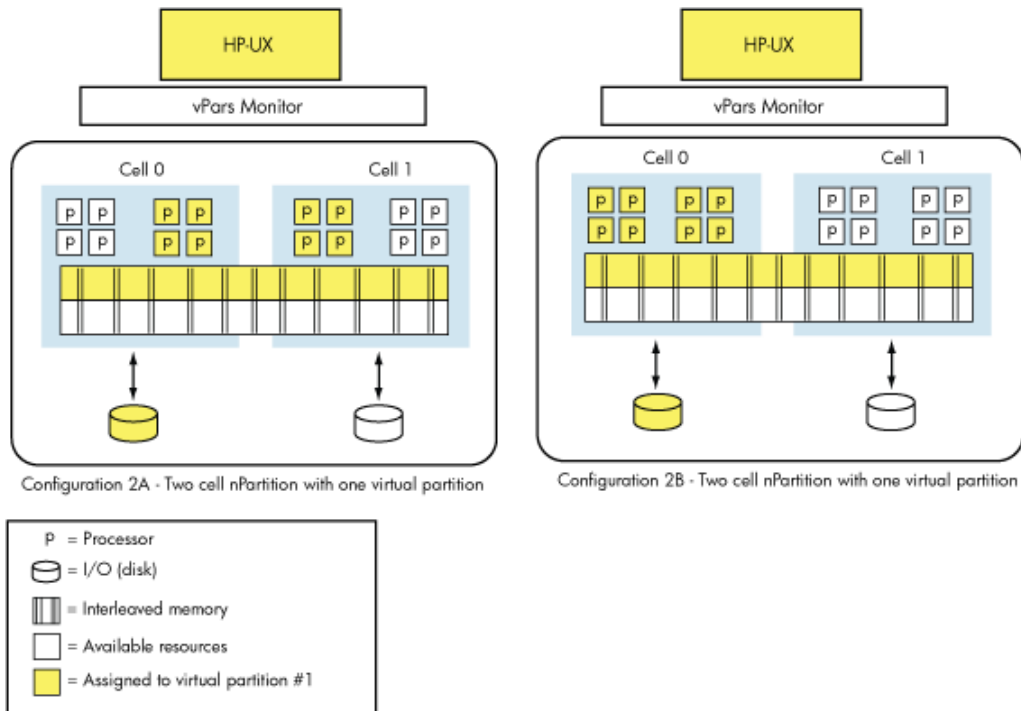 HP-UX
vPars Monitor
Cell 0
Cell 1
P P P P P P P P
P P P P P P P P
Configuration 2A - Two cell nPartition with one virtual partition
HP-UX
vPars Monitor
Cell 0
Cell 1
P P P P P P P P
P P P P P P P P
Configuration 2B - Two cell nPartition with one virtual partition
P = Processor
= I/O (disk)
= Interleaved memory
= Available resources
= Assigned to virtual partition #1